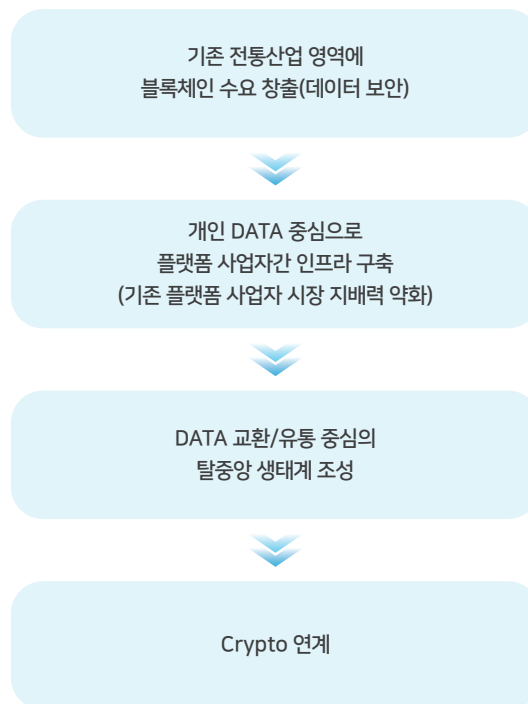 기존 전통산업 영역에
블록체인 수요 창출(데이터 보안)
개인 DATA 중심으로
플랫폼 사업자간 인프라 구축
(기존 플랫폼 사업자 시장 지배력 약화)
DATA 교환/유통 중심의
탈중앙 생태계 조성
Crypto 연계